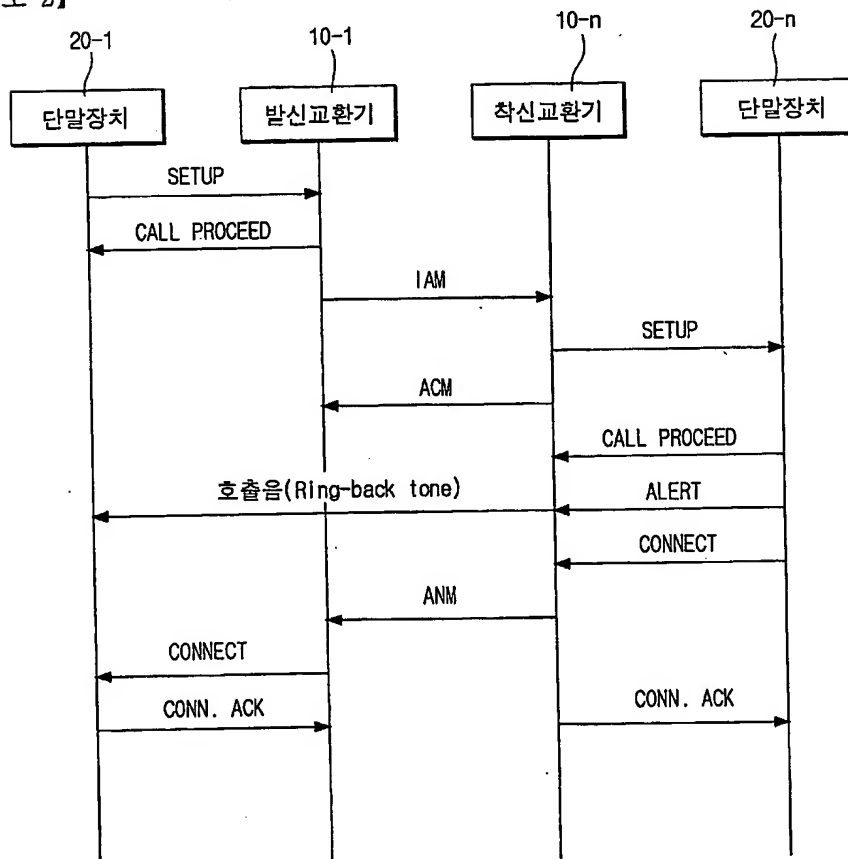 2】
20-1
10-1
10-n
20-n
단말장치
발신교환기
착신교환기
단말장치
SETUP
CALL PROCEED
IAM
SETUP
ACM
CALL PROCEED
호출음(Ring-back tone)
ALERT
CONNECT
ANM
CONNECT
CONN. ACK
CONN. ACK